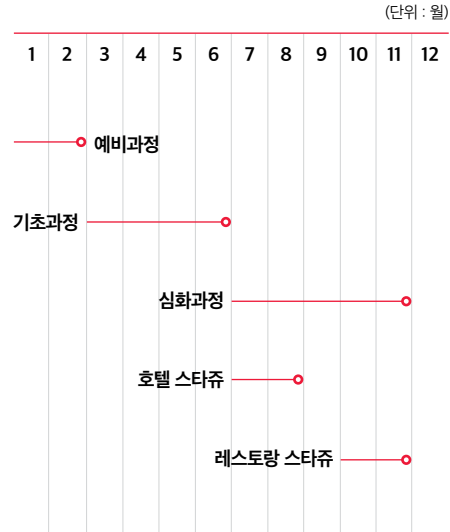 (단위 : 월)
1 2 3 4 5 6 7 8 9 10 11 12
예비과정
기초과정
심화과정
호텔 스타쥬
레스토랑 스타쥬